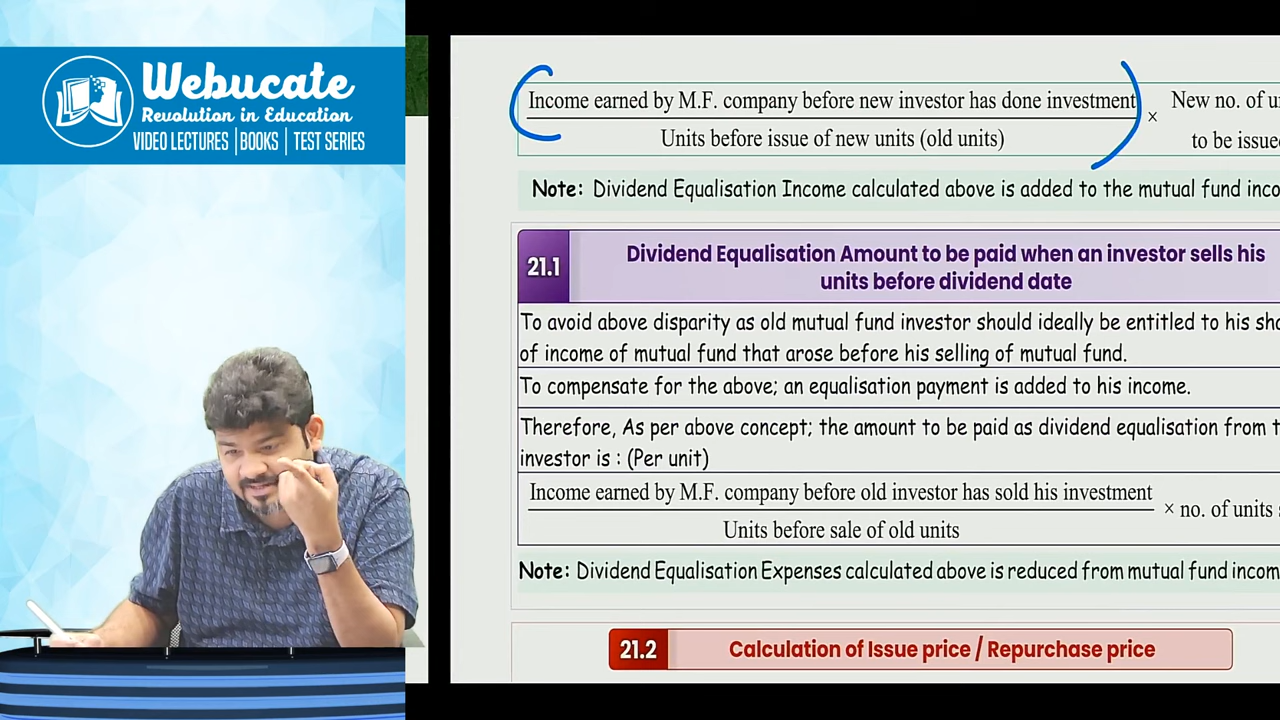 Webucate
Revolution in Education
VIDEO LECTURES | BOOKS | TEST SERIES
Income earned by M.F. company before new investor has done investment
Units before issue of new units (old units)
× New no. of
to be
Note: Dividend Equalisation Income calculated above is added to the mutual fund
21.1
Dividend Equalisation Amount to be paid when an investor sells his
units before dividend date
To avoid above disparity as old mutual fund investor should ideally be entitled to his
of income of mutual fund that arose before his selling of mutual fund.
To compensate for the above; an equalisation payment is added to his income.
Therefore, As per above concept; the amount to be paid as dividend equalisation from
investor is : (Per unit)
Income earned by M.F. company before old investor has sold his investment
Units before sale of old units
× no. of units
Note: Dividend Equalisation Expenses calculated above is reduced from mutual fund
21.2 Calculation of Issue price / Repurchase price